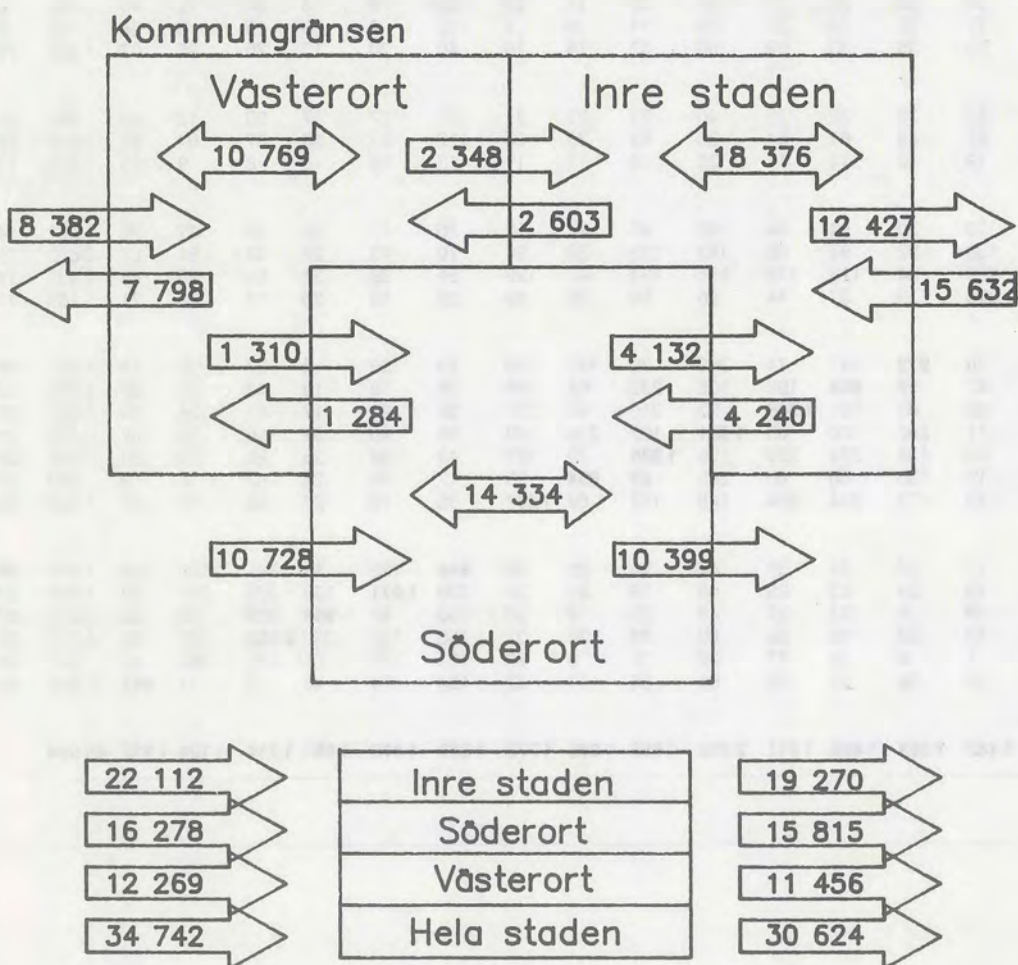 Kommungränsen
Västerort Inre staden
10 769 2 348 18 376
8 382 2 603 12 427
7 798 15 632
1 310 4 132
1 284 4 240
14 334
10 728 10 399
Söderort
22 112 Inre staden 19 270
16 278 Söderort 15 815
12 269 Västerort 11 456
34 742 Hela staden 30 624